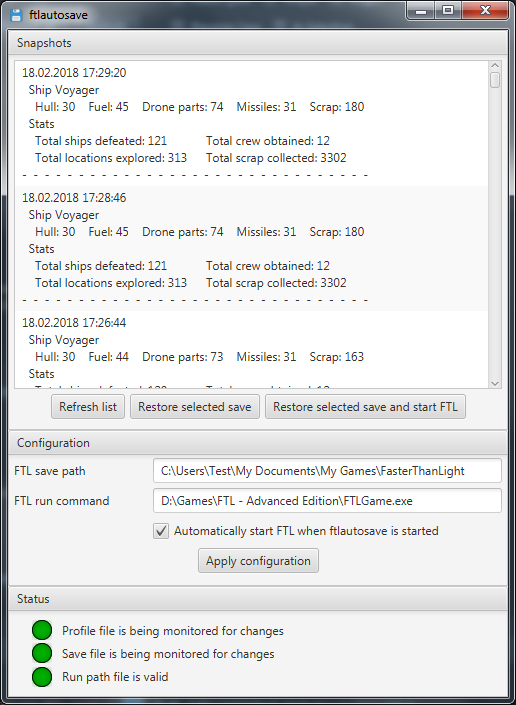 ftlautosave
Snapshots
18.02.2018 17:29:20
Ship Voyager
Hull: 30 Fuel: 45 Drone parts: 74 Missiles: 31 Scrap: 180
Stats
Total ships defeated: 121 Total crew obtained: 12
Total locations explored: 313 Total scrap collected: 3302
- - - - - - - - - - - - - - - - - - - - - - - - - - - - - -
18.02.2018 17:28:46
Ship Voyager
Hull: 30 Fuel: 45 Drone parts: 74 Missiles: 31 Scrap: 180
Stats
Total ships defeated: 121 Total crew obtained: 12
Total locations explored: 313 Total scrap collected: 3302
- - - - - - - - - - - - - - - - - - - - - - - - - - - - - -
18.02.2018 17:26:44
Ship Voyager
Hull: 30 Fuel: 44 Drone parts: 73 Missiles: 31 Scrap: 163
Stats
Refresh list Restore selected save Restore selected save and start FTL
Configuration
FTL save path C:\Users\Test\My Documents\My Games\FasterThanLight
FTL run command D:\Games\FTL - Advanced Edition\FTLGame.exe
Automatically start FTL when ftlautosave is started
Apply configuration
Status
Profile file is being monitored for changes
Save file is being monitored for changes
Run path file is valid